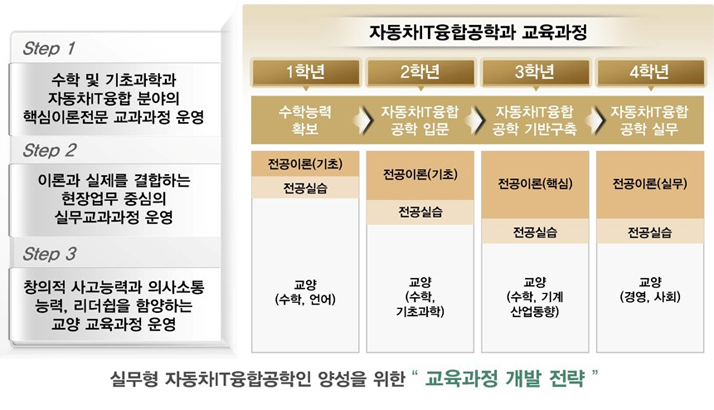 Step 1
수학 및 기초과학과
자동차IT융합 분야의
핵심이론전문 교과과정 운영
Step 2
이론과 실제를 결합하는
현장업무 중심의
실무교과과정 운영
Step 3
창의적 사고능력과 의사소통
능력, 리더쉽을 함양하는
교양 교육과정 운영
자동차IT융합공학과 교육과정
1학년
2학년
3학년
4학년
수학능력
확보
자동차IT융합
공학 입문
자동차IT융합
공학 기반구축
자동차IT융합
공학 실무
전공이론(기초)
전공실습
교양
(수학, 언어)
전공이론(기초)
전공실습
교양
(수학,
기초과학)
전공이론(핵심)
전공실습
교양
(수학, 기계
산업동향)
전공이론(실무)
전공실습
교양
(경영, 사회)
실무형 자동차IT융합공학인 양성을 위한 “ 교육과정 개발 전략 ”